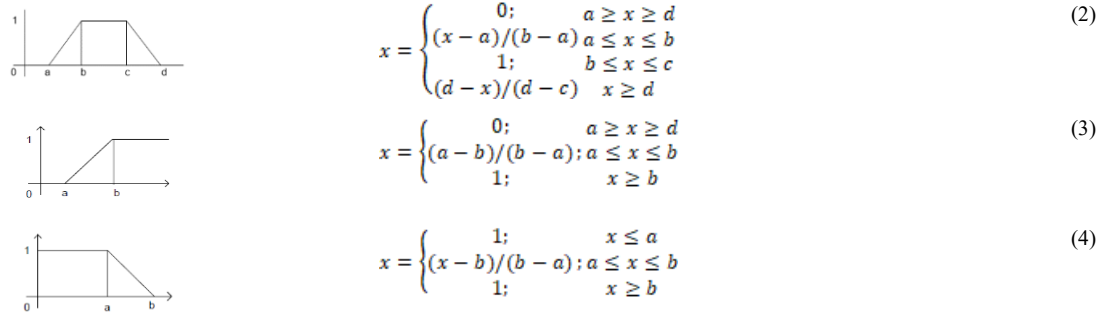 1
0 a b c d
0; a ≥ x ≥ d
(x − a)/(b − a) a ≤ x ≤ b
x = {
1; b ≤ x ≤ c
(d − x)/(d − c) x ≥ d
(2)
1
0 a b
0; a ≥ x ≥ d
x = {(a − b)/(b − a); a ≤ x ≤ b
1; x ≥ b
(3)
1
0 a b
1; x ≤ a
x = {(x − b)/(b − a); a ≤ x ≤ b
1; x ≥ b
(4)